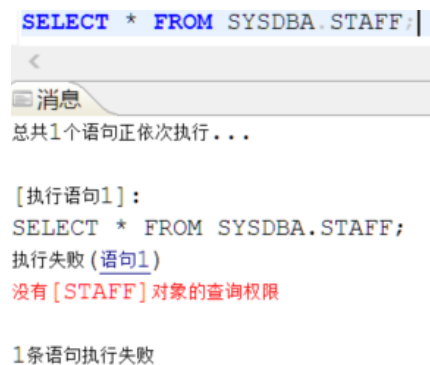 SELECT * FROM SYSDBA.STAFF;
消息
总共1个语句正依次执行...
[执行语句1]:
SELECT * FROM SYSDBA.STAFF;
执行失败(语句1)
没有[STAFF]对象的查询权限
1条语句执行失败